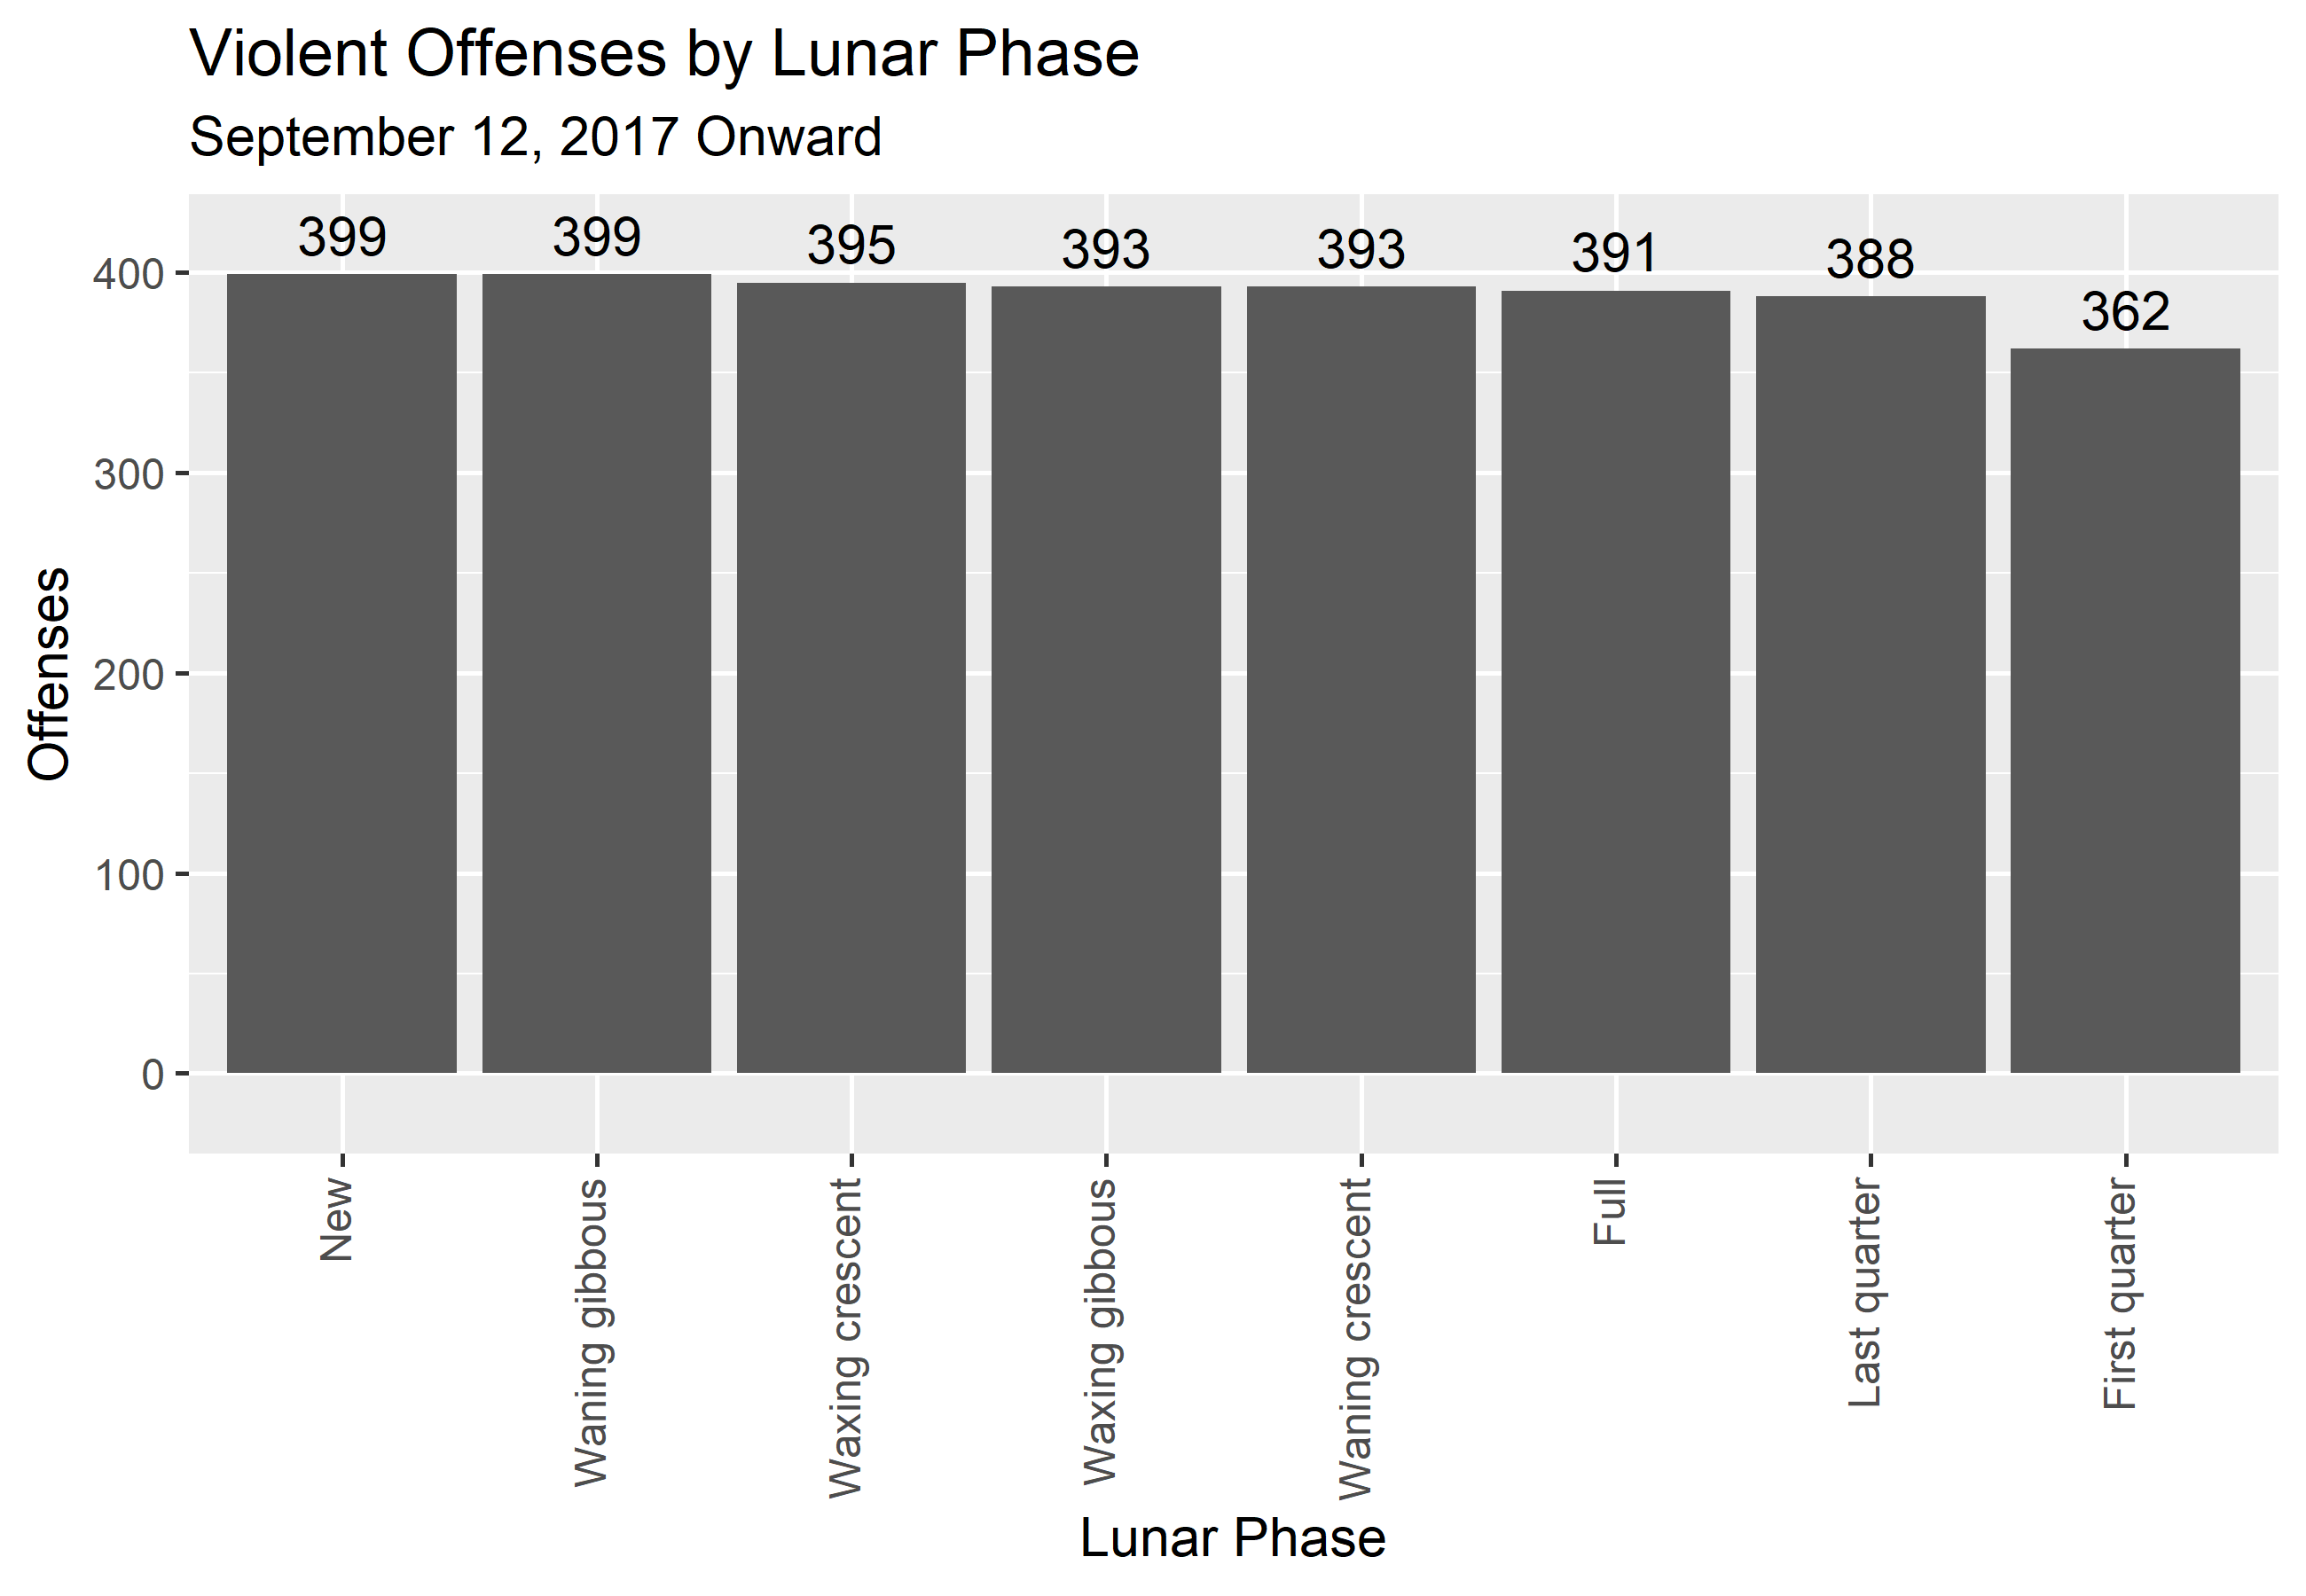 Violent Offenses by Lunar Phase
September 12, 2017 Onward
399
399
395
393
393
391
388
362
400
300
200
100
0
Offenses
New
Waning gibbous
Waxing crescent
Waxing gibbous
Waning crescent
Full
Last quarter
First quarter
Lunar Phase